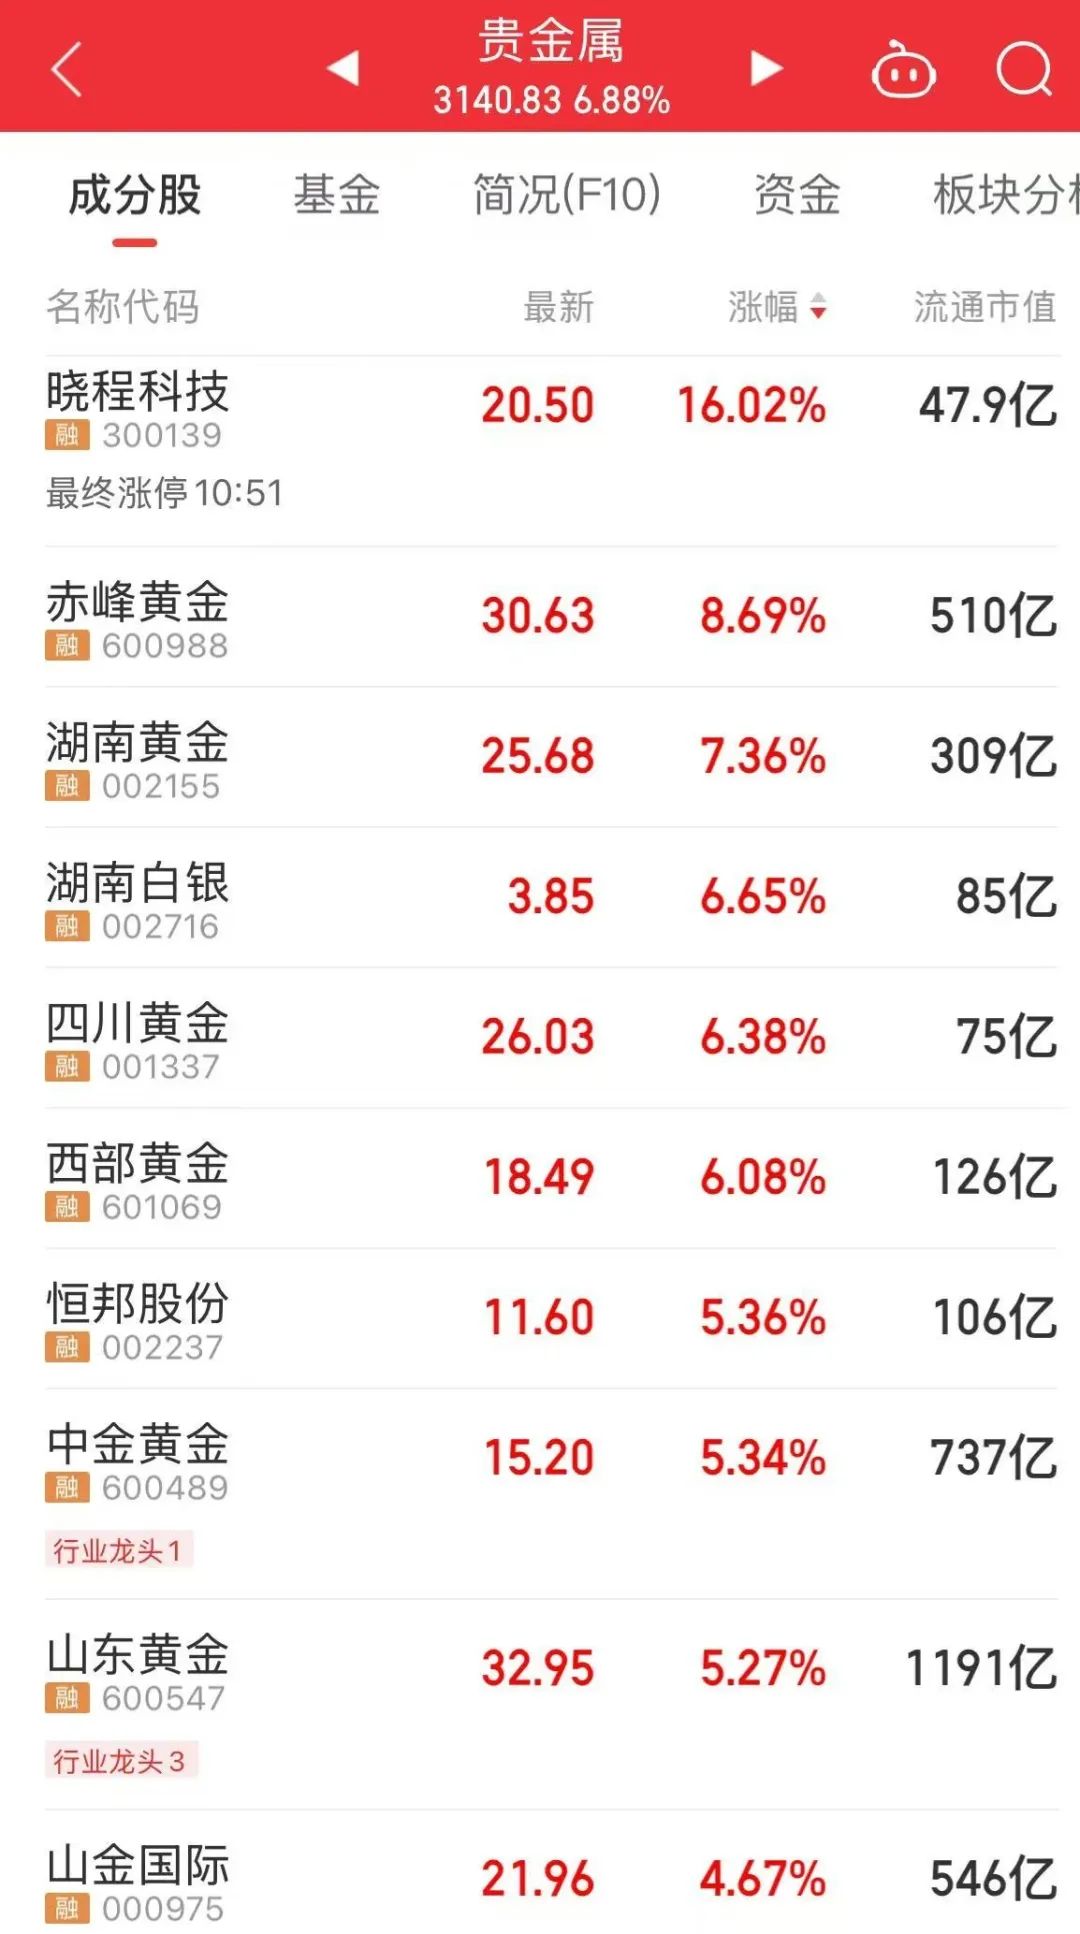 贵金属
3140.83 6.88%
成分股 基金 简况(F10) 资金 板块分
名称代码 最新 涨幅 流通市值
晓程科技 20.50 16.02% 47.9亿
融 300139
最终涨停10:51
赤峰黄金 30.63 8.69% 510亿
融 600988
湖南黄金 25.68 7.36% 309亿
融 002155
湖南白银 3.85 6.65% 85亿
融 002716
四川黄金 26.03 6.38% 75亿
融 001337
西部黄金 18.49 6.08% 126亿
融 601069
恒邦股份 11.60 5.36% 106亿
融 002237
中金黄金 15.20 5.34% 737亿
融 600489
行业龙头1
山东黄金 32.95 5.27% 1191亿
融 600547
行业龙头3
山金国际 21.96 4.67% 546亿
融 000975